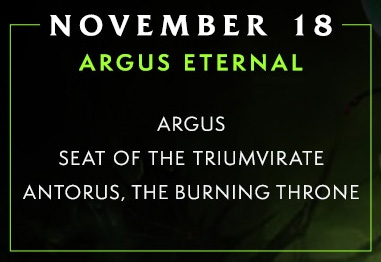 NOVEMBER 18
ARGUS ETERNAL
ARGUS
SEAT OF THE TRIUMVIRATE
ANTORUS, THE BURNING THRONE